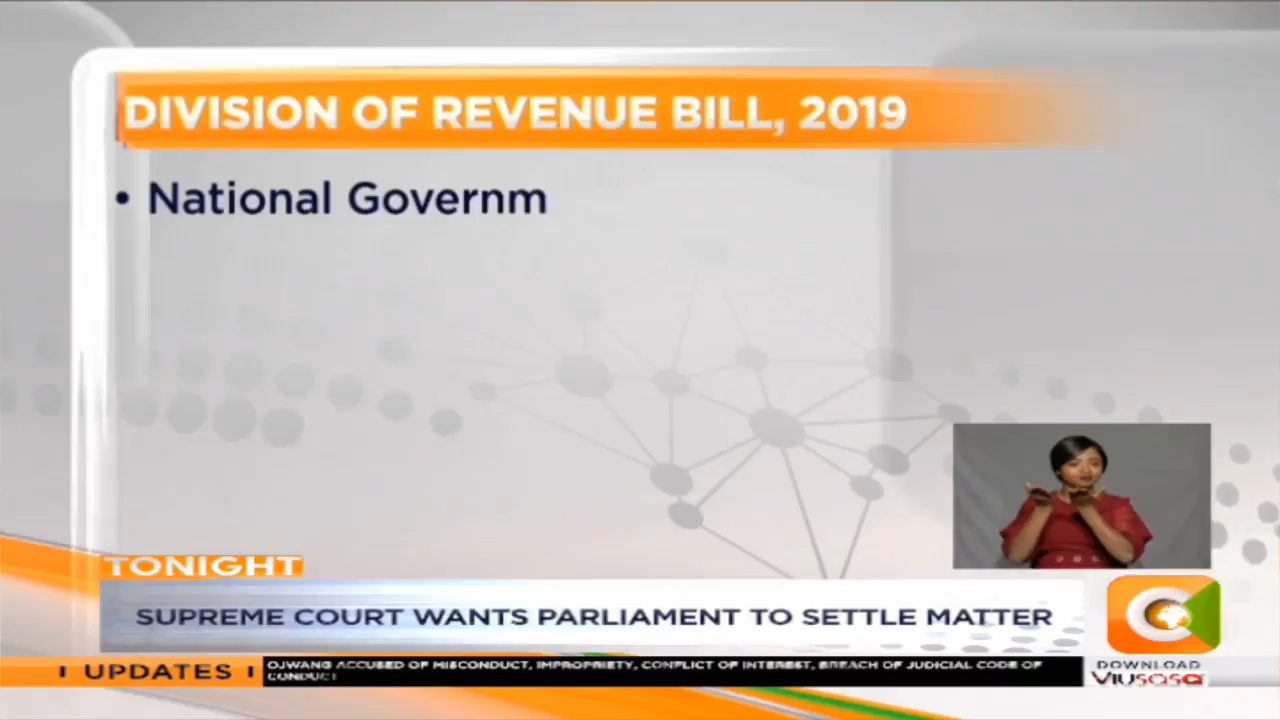 DIVISION OF REVENUE BILL, 2019
• National Governm
TONIGHT
SUPREME COURT WANTS PARLIAMENT TO SETTLE MATTER
UPDATES
OJWANG ACCUSED OF MISCONDUCT, IMPROPRIETY, CONFLICT OF INTEREST, BREACH OF JUDICIAL CODE OF
CONDUCT
DOWNLOAD
VIUSASA